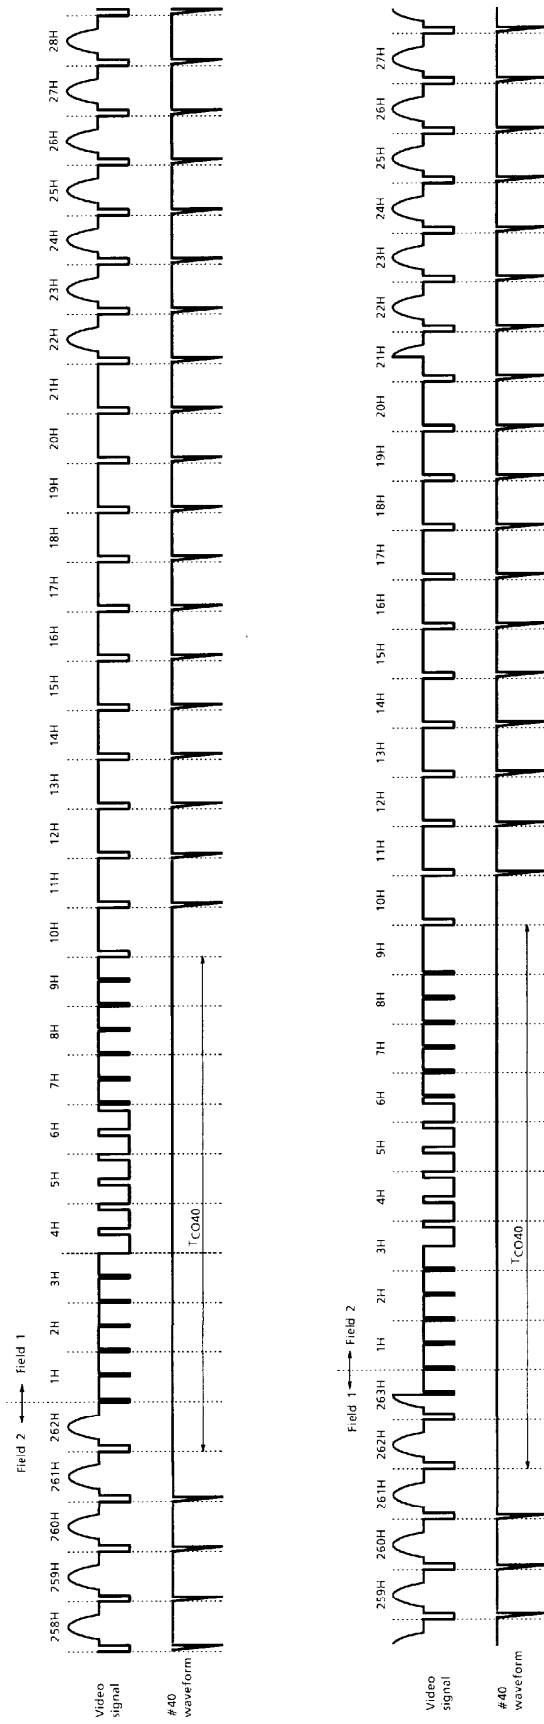 Field 2 Field 1
258H 259H 260H 261H 262H 1H 2H 3H 4H 5H 6H 7H 8H 9H 10H 11H 12H 13H 14H 15H 16H 17H 18H 19H 20H 21H 22H 23H 24H 25H 26H 27H 28H
Video
signal
TCO40
#40
waveform
Field 1 Field 2
259H 260H 261H 262H 263H 1H 2H 3H 4H 5H 6H 7H 8H 9H 10H 11H 12H 13H 14H 15H 16H 17H 18H 19H 20H 21H 22H 23H 24H 25H 26H 27H
Video
signal
TCO40
#40
waveform